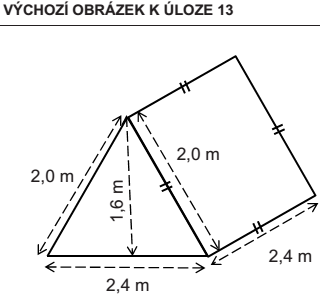 VÝCHOZÍ OBRÁZEK K ÚLOZE 13
2,0 m
1,6 m
2,0 m
2,4 m
2,4 m